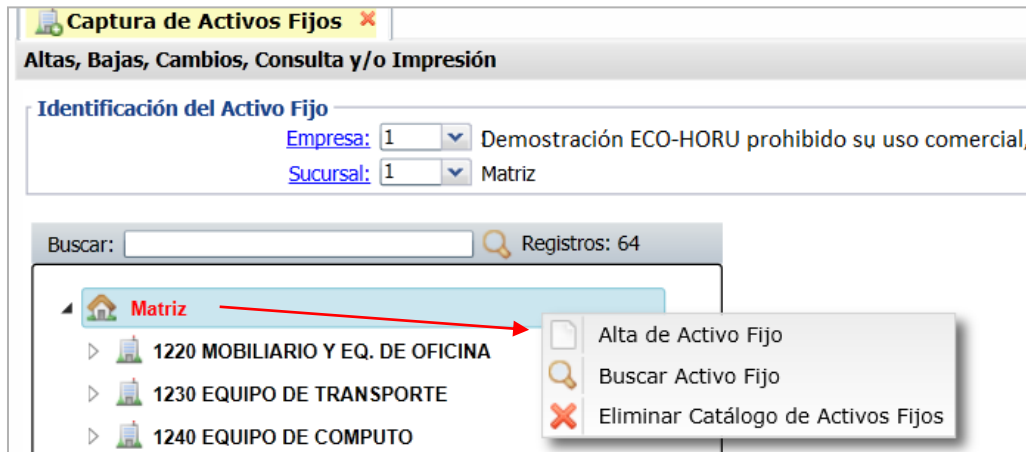 Captura de Activos Fijos
Altas, Bajas, Cambios, Consulta y/o Impresión
Identificación del Activo Fijo
Empresa: 1 Demostración ECO-HORU prohibido su uso comercial,
Sucursal: 1 Matriz
Buscar: Registros: 64
Matriz
Alta de Activo Fijo
1220 MOBILIARIO Y EQ. DE OFICINA
Buscar Activo Fijo
1230 EQUIPO DE TRANSPORTE
Eliminar Catálogo de Activos Fijos
1240 EQUIPO DE COMPUTO